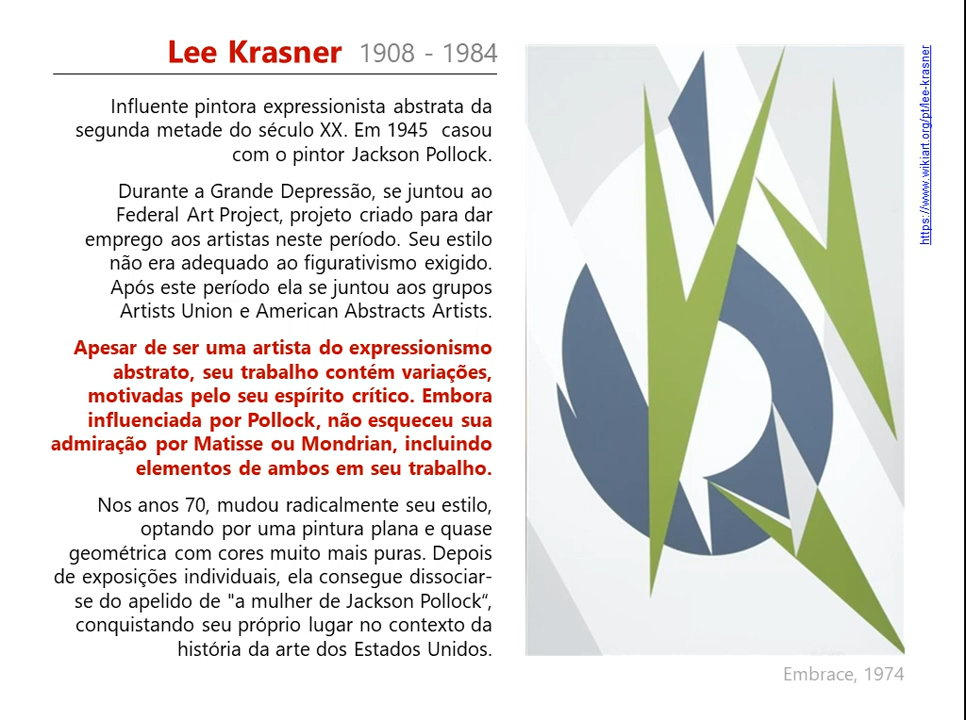 Lee Krasner 1908 - 1984
Influente pintora expressionista abstrata da
segunda metade do século XX. Em 1945 casou
com o pintor Jackson Pollock.
Durante a Grande Depressão, se juntou ao
Federal Art Project, projeto criado para dar
emprego aos artistas neste período. Seu estilo
não era adequado ao figurativismo exigido.
Após este período ela se juntou aos grupos
Artists Union e American Abstracts Artists.
Apesar de ser uma artista do expressionismo
abstrato, seu trabalho contém variações,
motivadas pelo seu espírito crítico. Embora
influenciada por Pollock, não esqueceu sua
admiração por Matisse ou Mondrian, incluindo
elementos de ambos em seu trabalho.
Nos anos 70, mudou radicalmente seu estilo,
optando por uma pintura plana e quase
geométrica com cores muito mais puras. Depois
de exposições individuais, ela consegue dissociar-
se do apelido de "a mulher de Jackson Pollock“,
conquistando seu próprio lugar no contexto da
história da arte dos Estados Unidos.
https://www.wikiart.org/pt/lee-krasner
Embrace, 1974